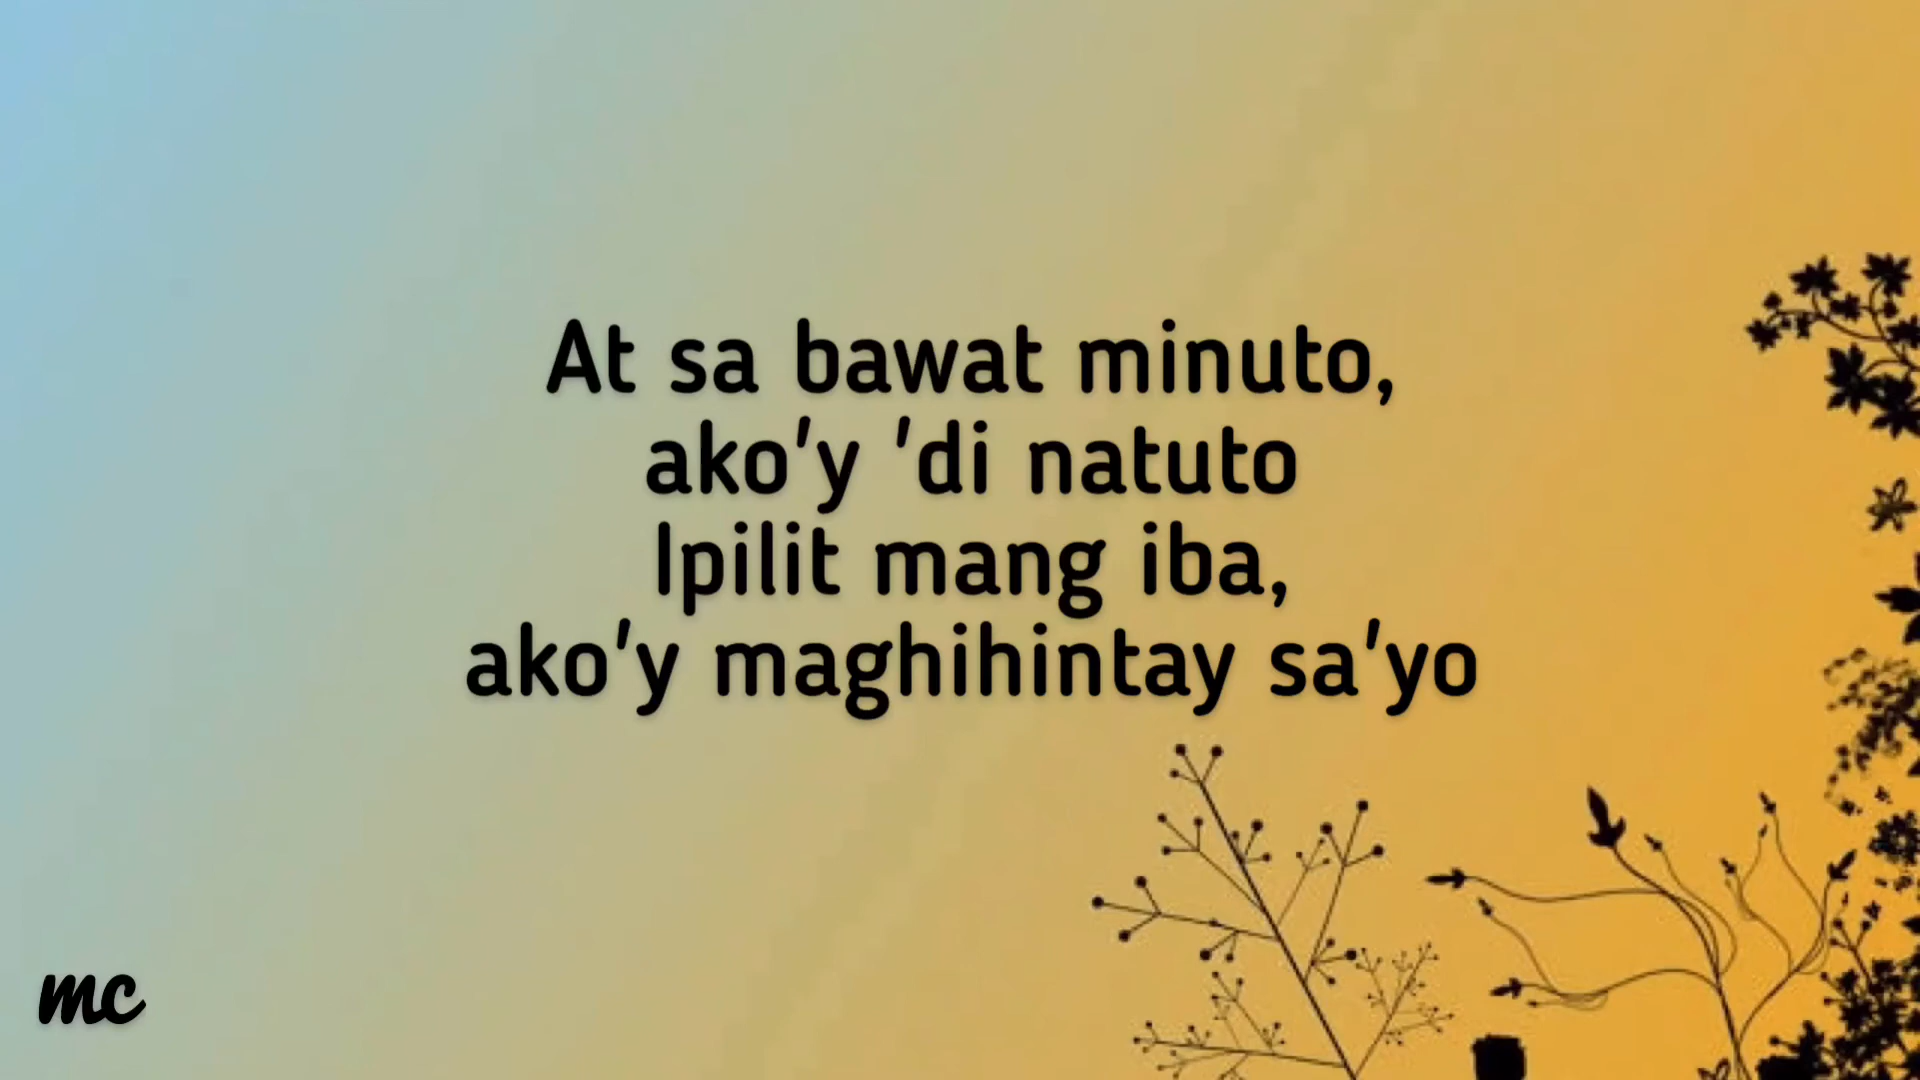 At sa bawat minuto,
ako'y 'di natuto
Ipilit mang iba,
ako'y maghihintay sa'yo
mc